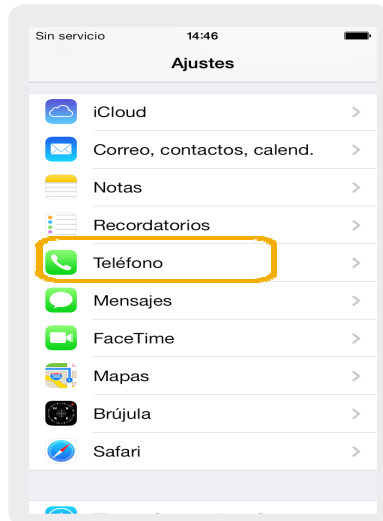 Sin servicio 14:46
Ajustes
iCloud
Correo, contactos, calend.
Notas
Recordatorios
Teléfono
Mensajes
FaceTime
Mapas
Brújula
Safari